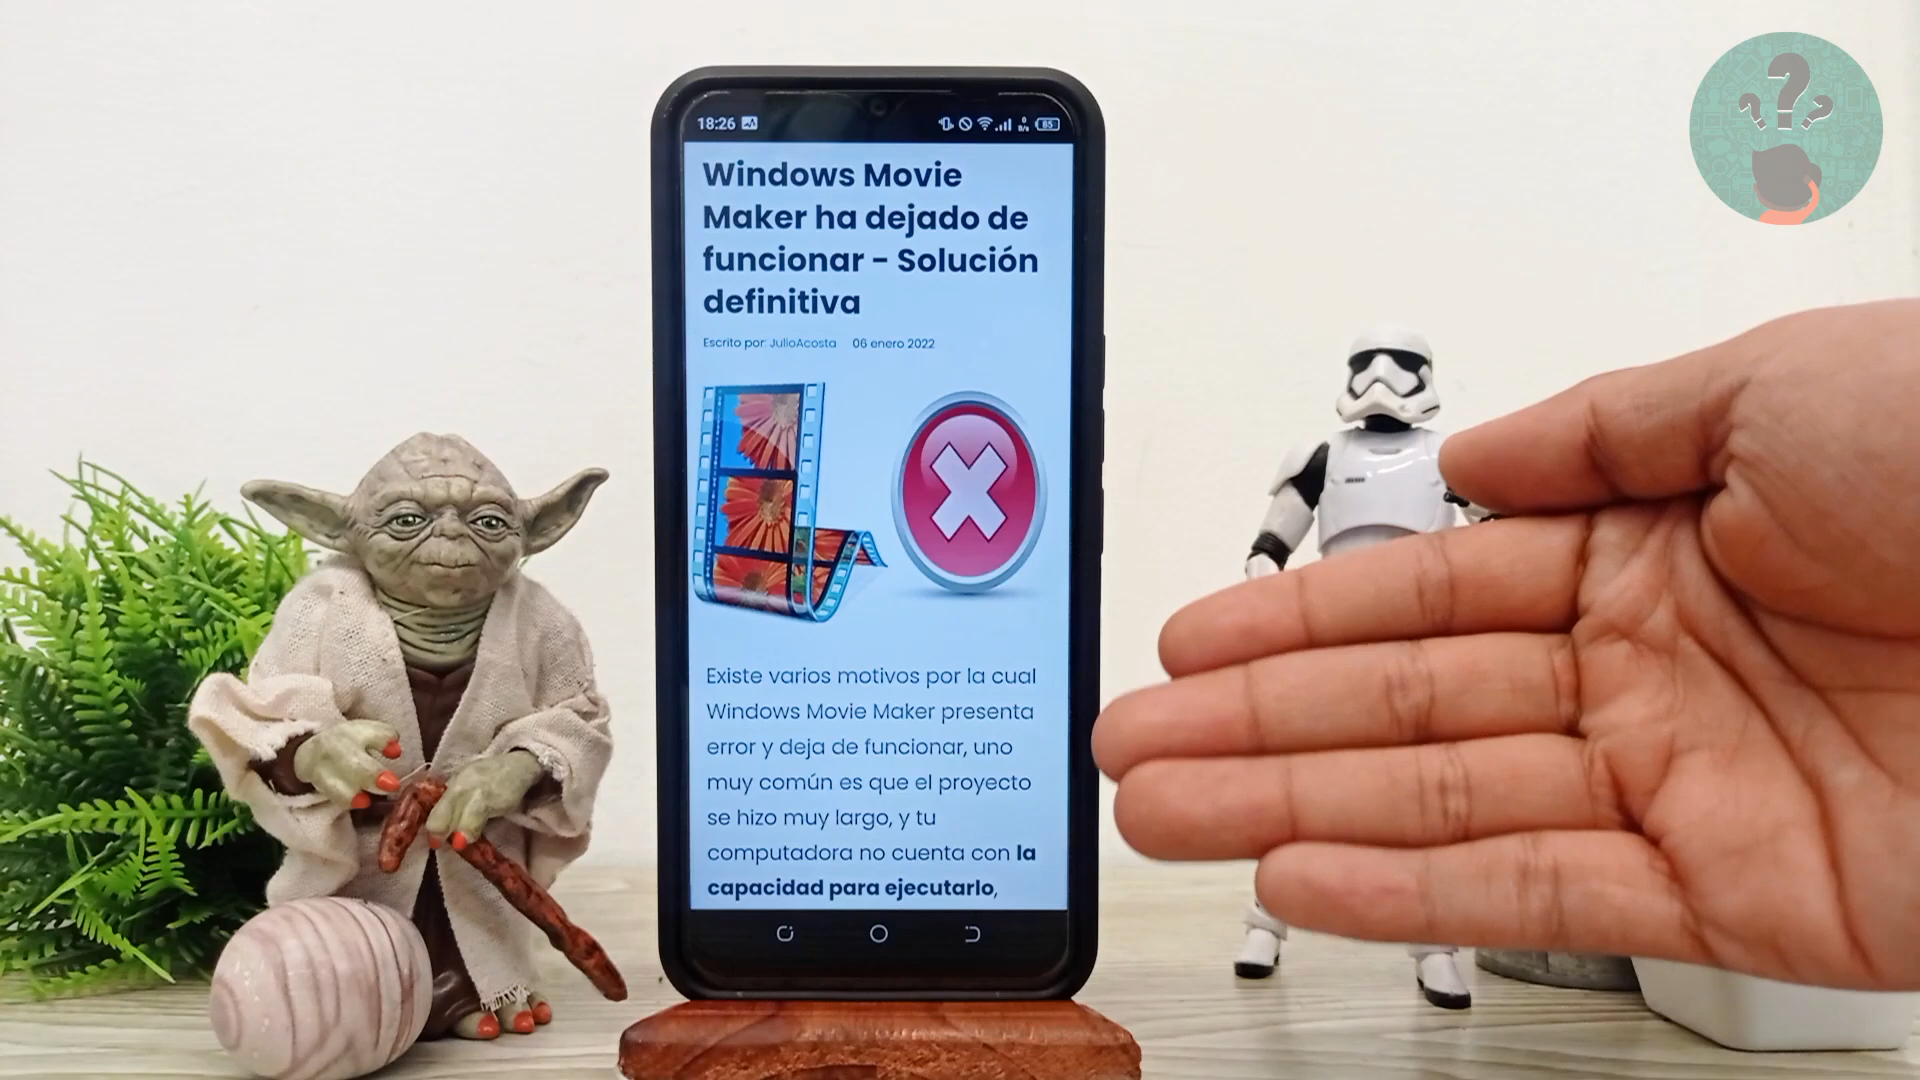 18:26
85
Windows Movie
Maker ha dejado de
funcionar - Solución
definitiva
Escrito por: JulioAcosta 06 enero 2022
Existe varios motivos por la cual
Windows Movie Maker presenta
error y deja de funcionar, uno
muy común es que el proyecto
se hizo muy largo, y tu
computadora no cuenta con la
capacidad para ejecutarlo,